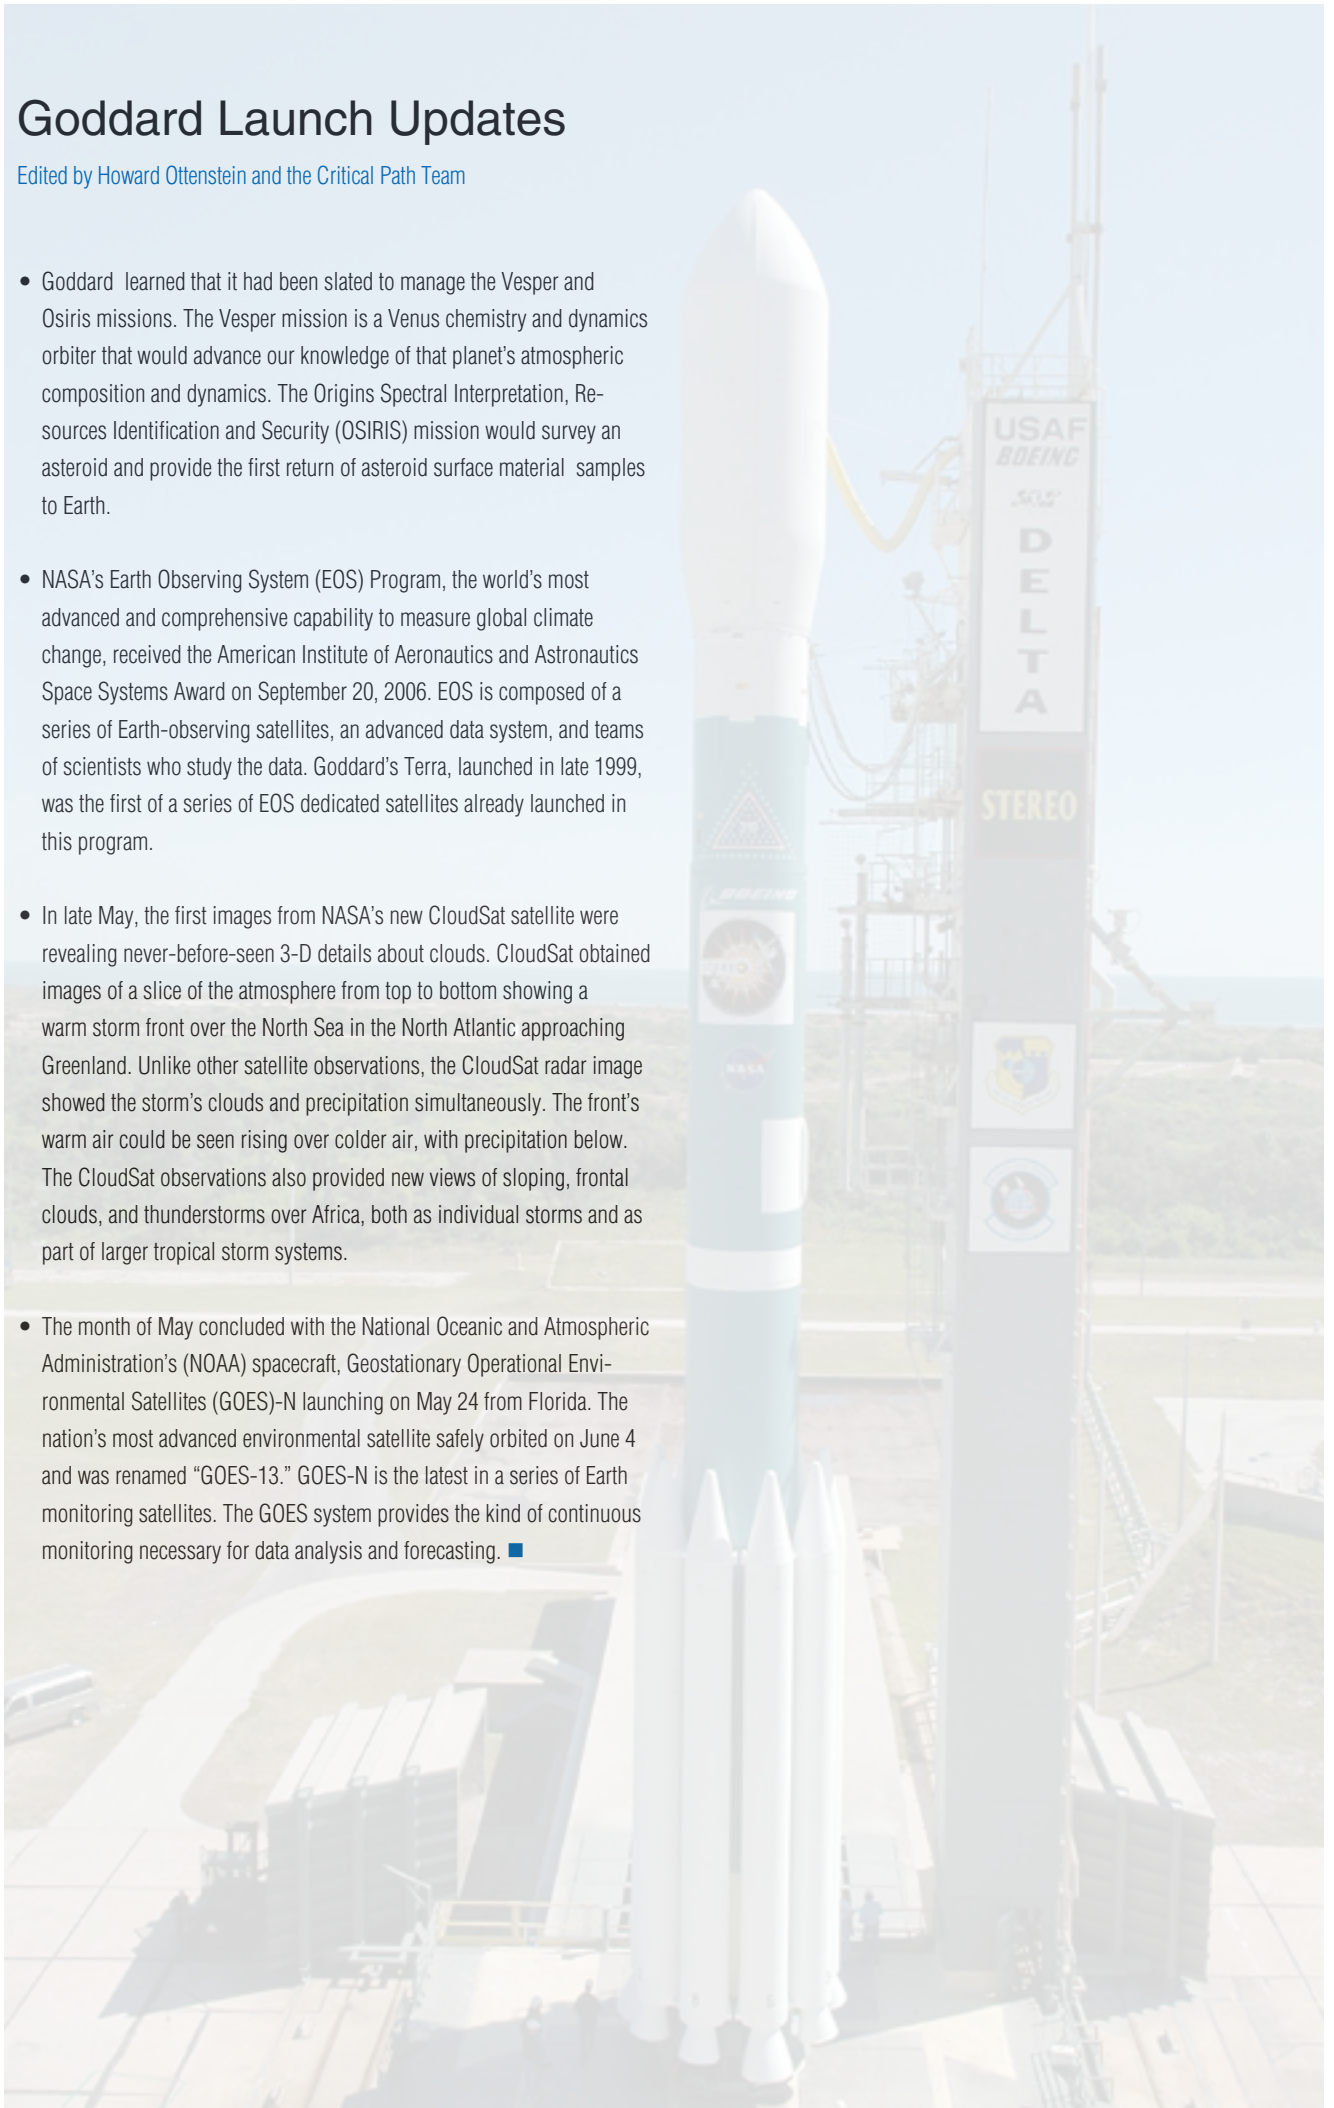 Goddard Launch Updates
Edited by Howard Ottenstein and the Critical Path Team
• Goddard learned that it had been slated to manage the Vesper and
Osiris missions. The Vesper mission is a Venus chemistry and dynamics
orbiter that would advance our knowledge of that planet's atmospheric
composition and dynamics. The Origins Spectral Interpretation, Re-
sources Identification and Security (OSIRIS) mission would survey an
asteroid and provide the first return of asteroid surface material samples
to Earth.
• NASA's Earth Observing System (EOS) Program, the world's most
advanced and comprehensive capability to measure global climate
change, received the American Institute of Aeronautics and Astronautics
Space Systems Award on September 20, 2006. EOS is composed of a
series of Earth-observing satellites, an advanced data system, and teams
of scientists who study the data. Goddard's Terra, launched in late 1999,
was the first of a series of EOS dedicated satellites already launched in
this program.
• In late May, the first images from NASA's new CloudSat satellite were
revealing never-before-seen 3-D details about clouds. CloudSat obtained
images of a slice of the atmosphere from top to bottom showing a
warm storm front over the North Sea in the North Atlantic approaching
Greenland. Unlike other satellite observations, the CloudSat radar image
showed the storm's clouds and precipitation simultaneously. The front's
warm air could be seen rising over colder air, with precipitation below.
The CloudSat observations also provided new views of sloping, frontal
clouds, and thunderstorms over Africa, both as individual storms and as
part of larger tropical storm systems.
• The month of May concluded with the National Oceanic and Atmospheric
Administration's (NOAA) spacecraft, Geostationary Operational Envi-
ronmental Satellites (GOES)-N launching on May 24 from Florida. The
nation's most advanced environmental satellite safely orbited on June 4
and was renamed “GOES-13.” GOES-N is the latest in a series of Earth
monitoring satellites. The GOES system provides the kind of continuous
monitoring necessary for data analysis and forecasting. ■
USAF
BOEING
D
E
L
T
A
STEREO
BOEING
NASA